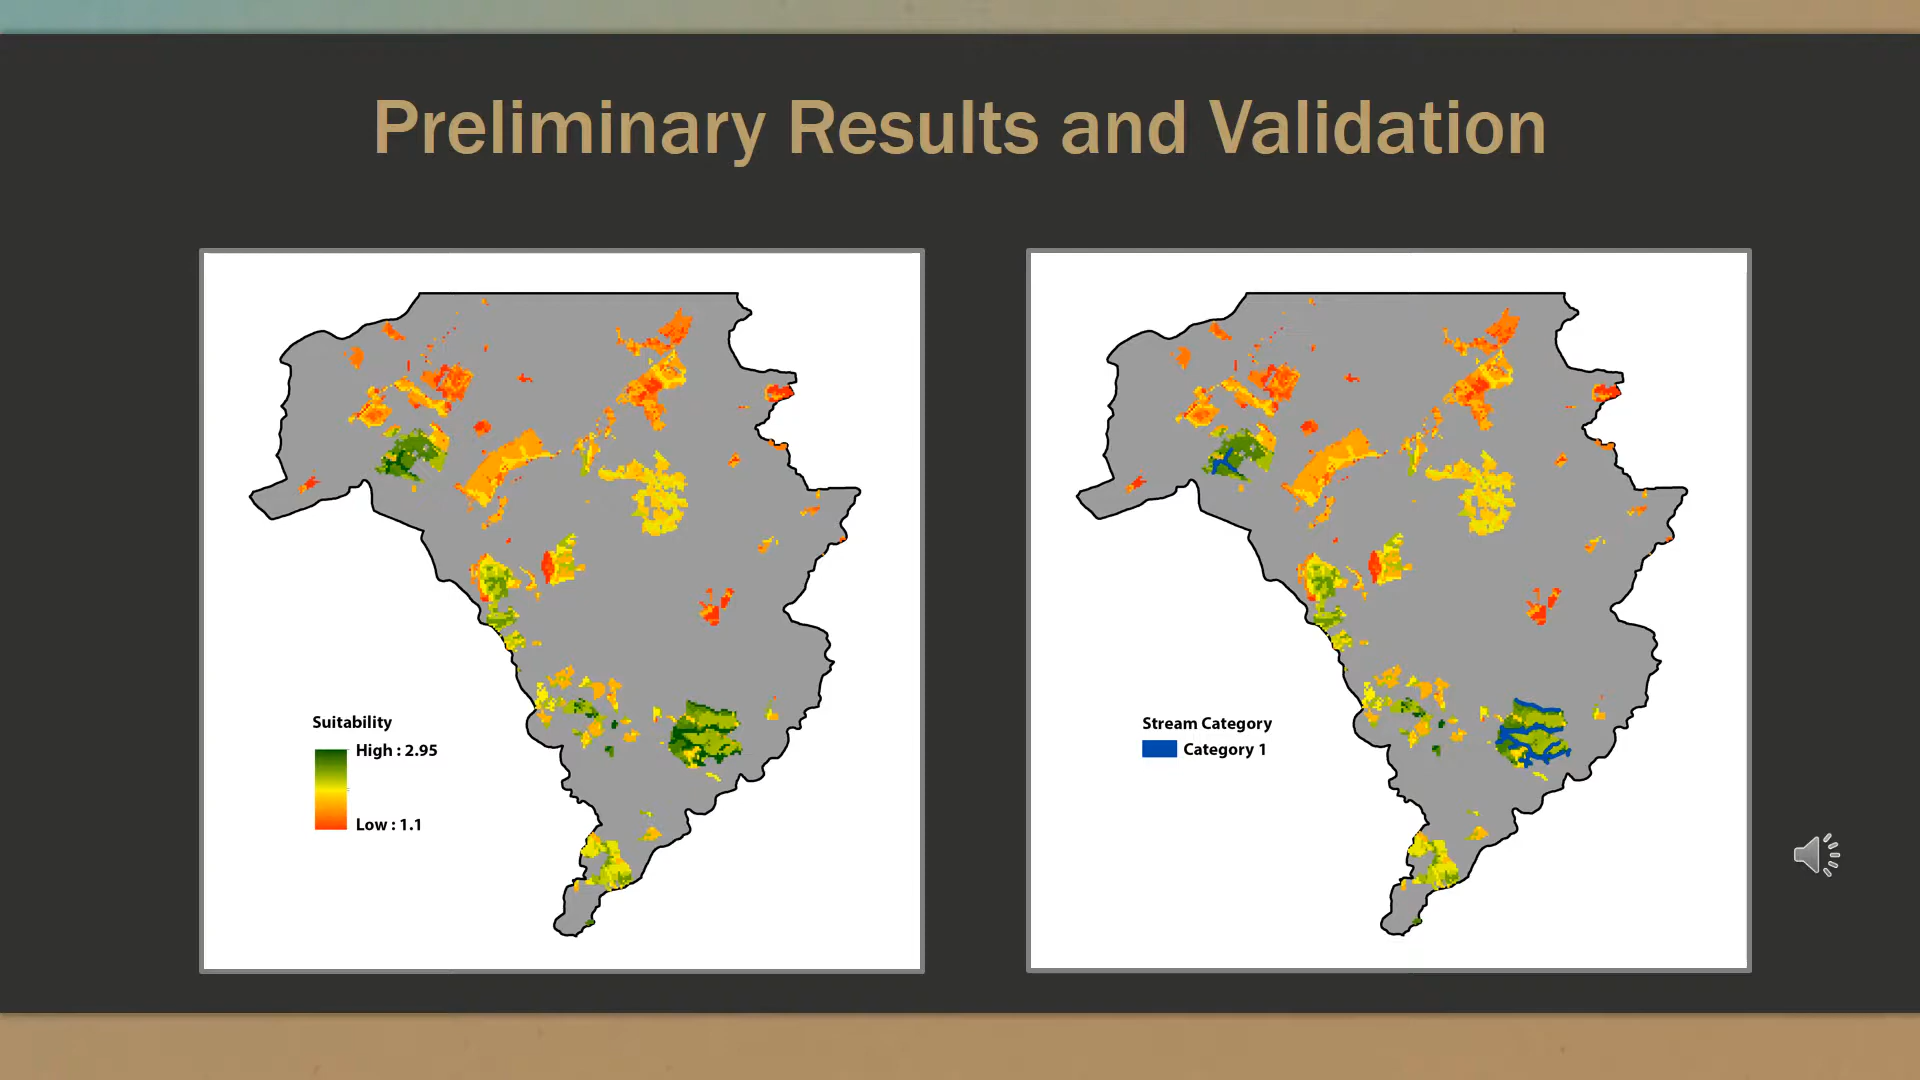 Preliminary Results and Validation
Suitability
High : 2.95
Low : 1.1
Stream Category
Category 1